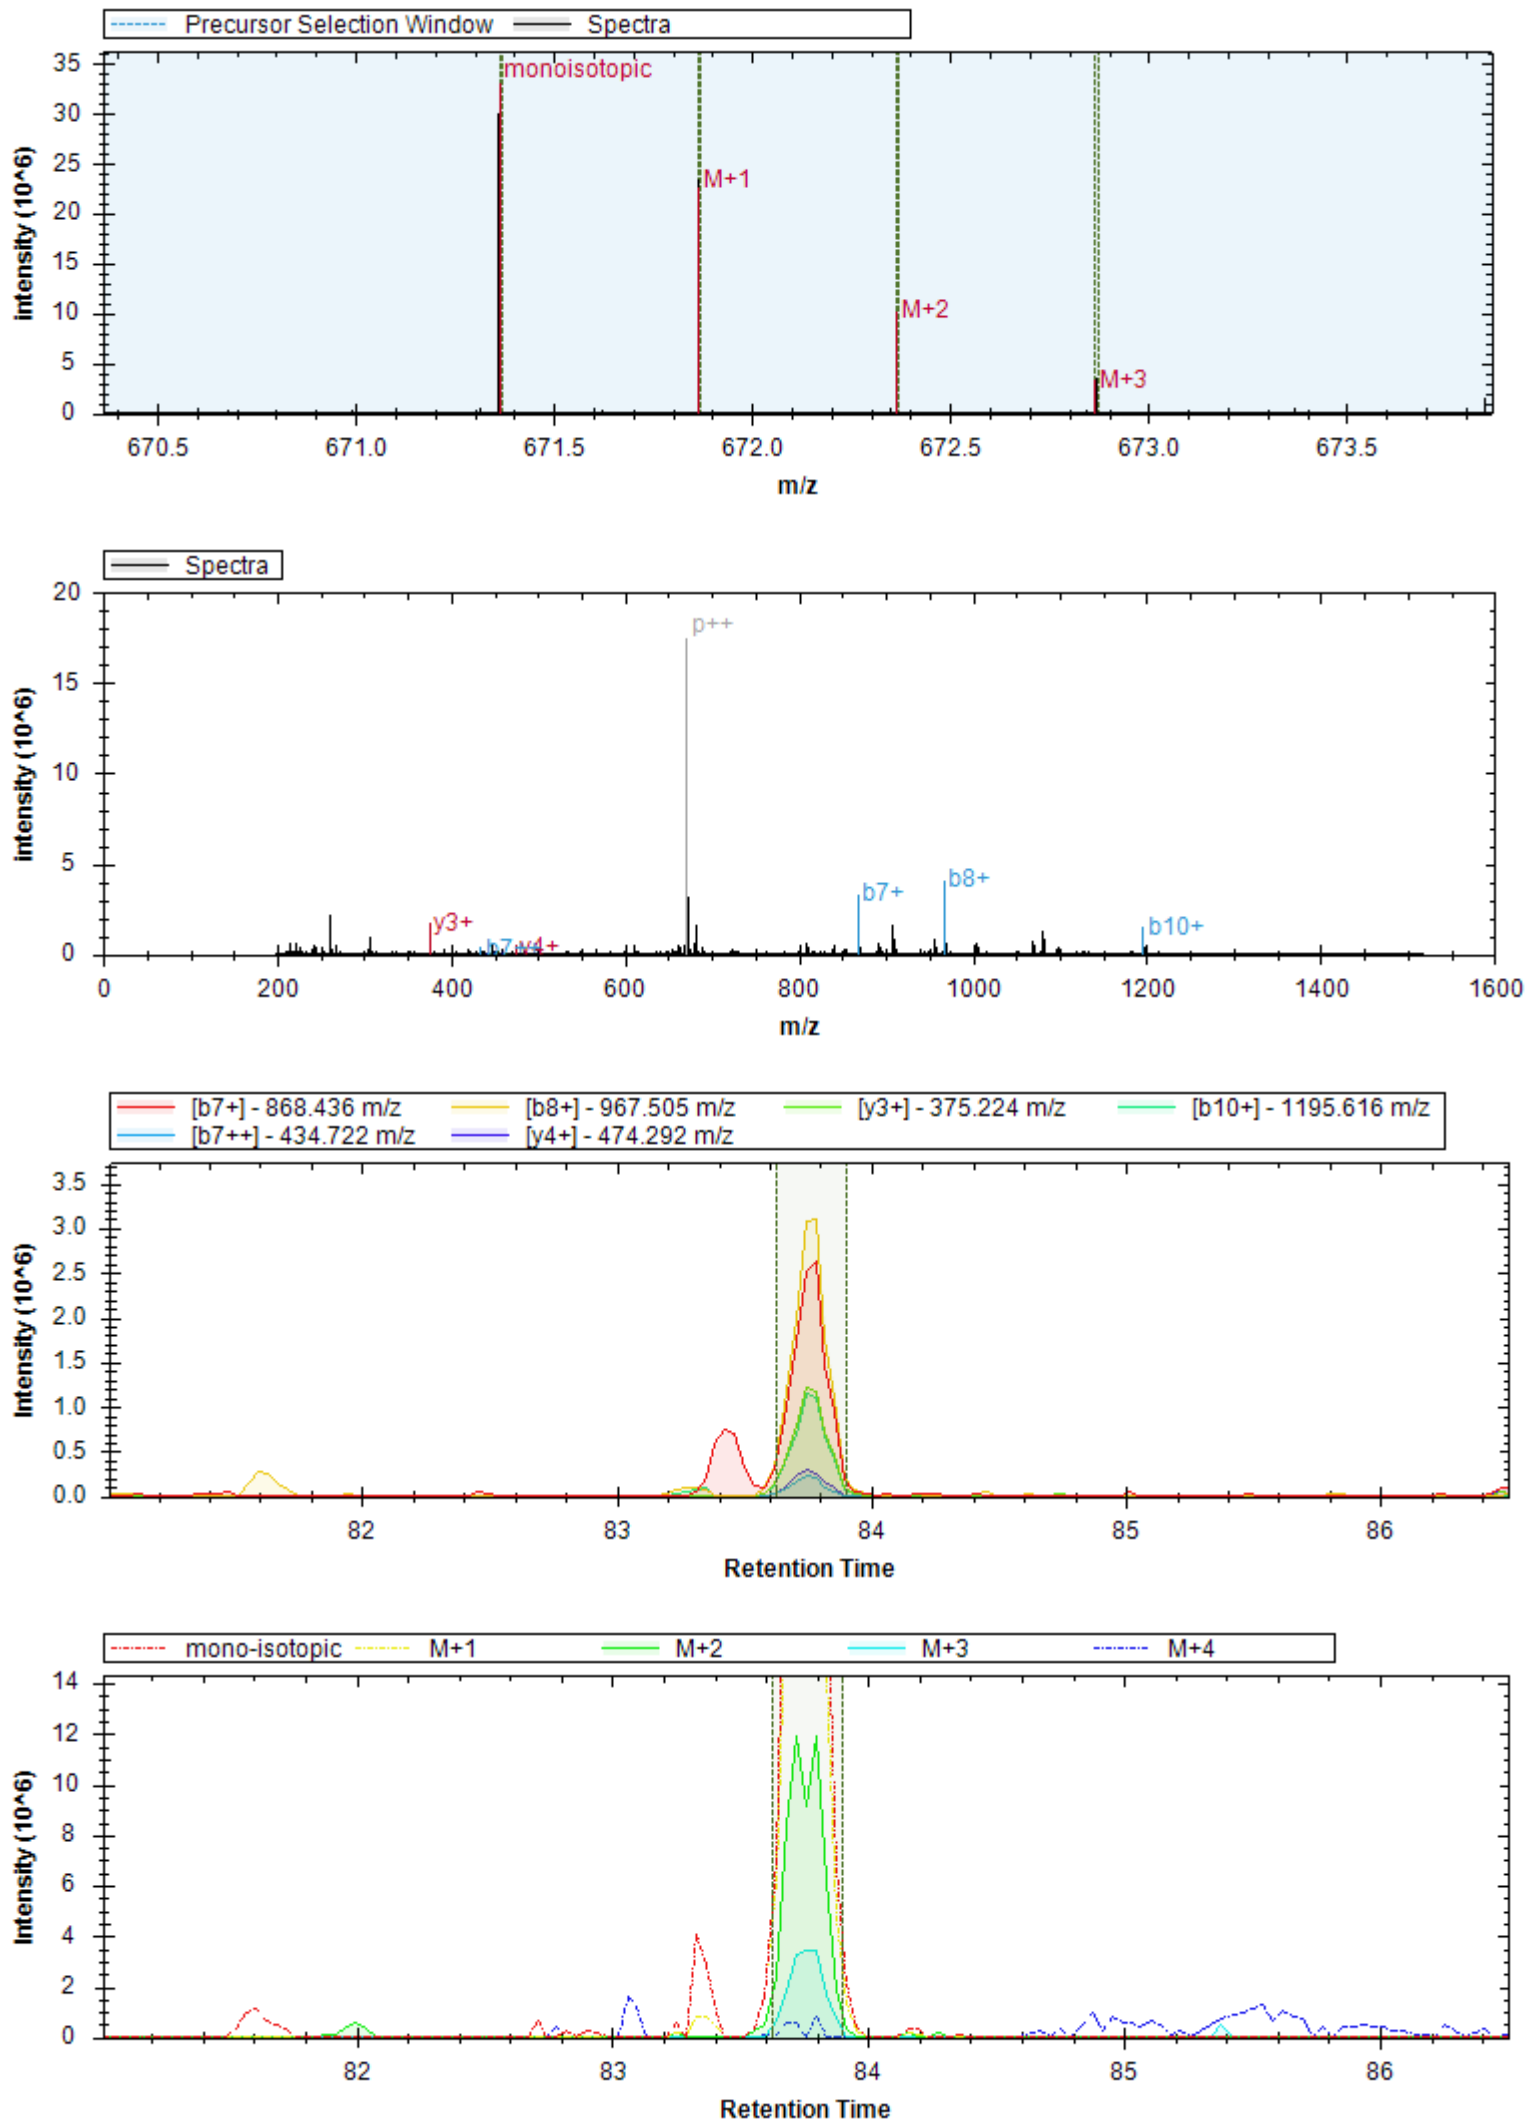 Precursor Selection Window Spectra
35
30
25
20
15
10
5
0
intensity (10^6)
monoisotopic
M+1
M+2
M+3
670.5 671.0 671.5 672.0 672.5 673.0 673.5
m/z
Spectra
20
15
10
5
0
intensity (10^6)
p++
y3+
y4+
b7+
b8+
b10+
0 200 400 600 800 1000 1200 1400 1600
m/z
[b7+] - 868.436 m/z [b8+] - 967.505 m/z [y3+] - 375.224 m/z [b10+] - 1195.616 m/z
[b7++] - 434.722 m/z [y4+] - 474.292 m/z
3.5
3.0
2.5
2.0
1.5
1.0
0.5
0.0
Intensity (10^6)
82 83 84 85 86
Retention Time
mono-isotopic M+1 M+2 M+3 M+4
14
12
10
8
6
4
2
0
Intensity (10^6)
82 83 84 85 86
Retention Time